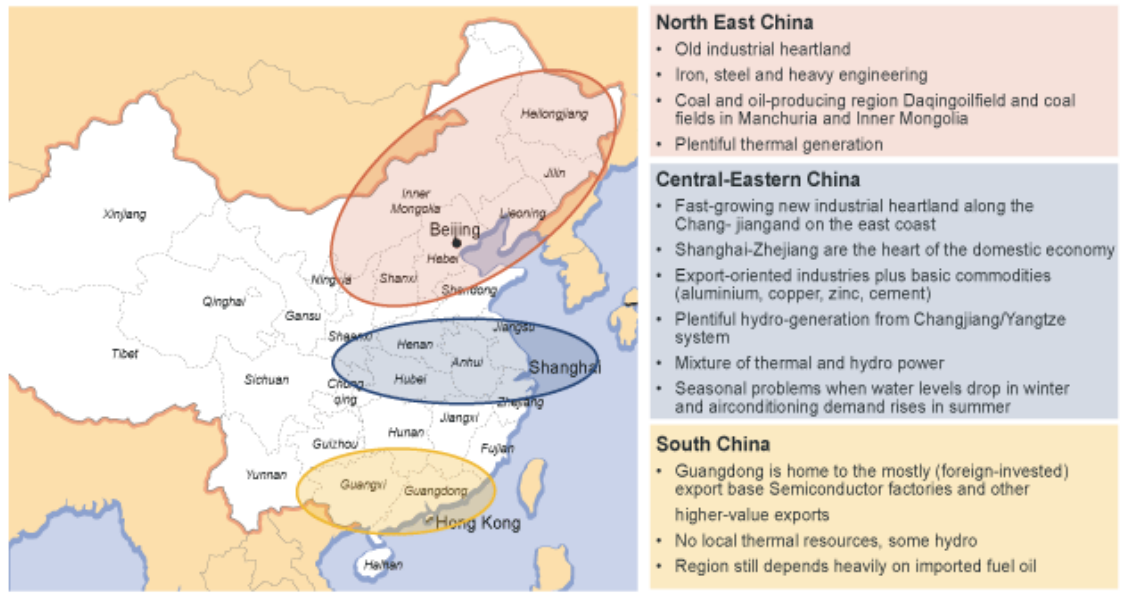 Heilongjiang
Jilin
Inner
Mongolia
Lieoning
Xinjiang
Beijing
Hebei
Ningxia
Shanxi
Shandong
Qinghai
Gansu
Shaanxi
Jiangsu
Henan
Tibet
Anhui
Shanghai
Sichuan
Hubei
Chong
qing
Zhejiang
Jiangxi
Hunan
Guizhou
Fujian
Yunnan
Guangxi
Guangdong
Hong Kong
Hainan
North East China
• Old industrial heartland
• Iron, steel and heavy engineering
• Coal and oil-producing region Daqingoilfield and coal
fields in Manchuria and Inner Mongolia
• Plentiful thermal generation
Central-Eastern China
• Fast-growing new industrial heartland along the
Chang- jiangand on the east coast
• Shanghai-Zhejiang are the heart of the domestic economy
• Export-oriented industries plus basic commodities
(aluminium, copper, zinc, cement)
• Plentiful hydro-generation from Changjiang/Yangtze
system
• Mixture of thermal and hydro power
• Seasonal problems when water levels drop in winter
and airconditioning demand rises in summer
South China
• Guangdong is home to the mostly (foreign-invested)
export base Semiconductor factories and other
higher-value exports
• No local thermal resources, some hydro
• Region still depends heavily on imported fuel oil